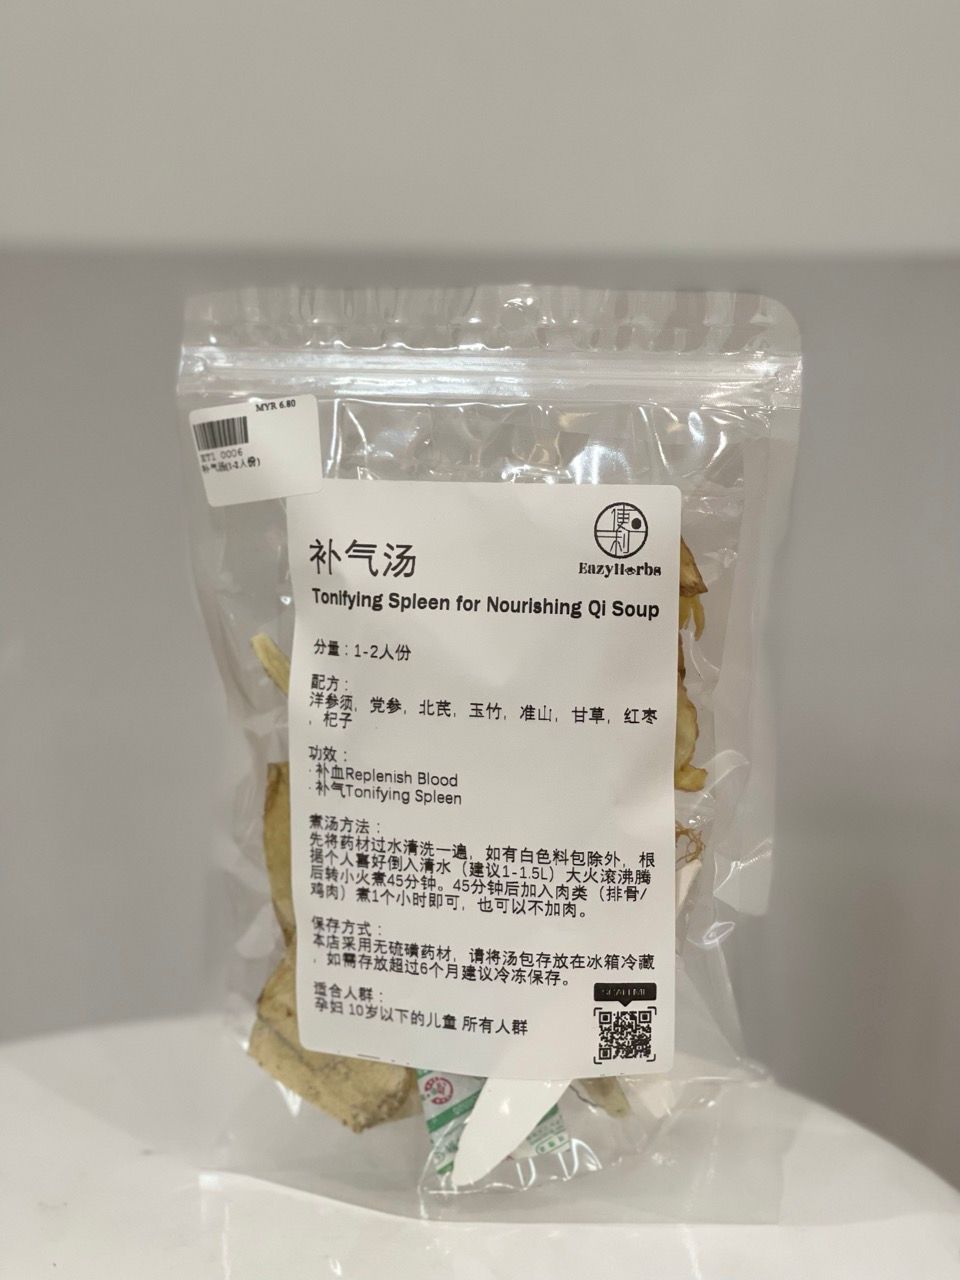 MYR 6.80
0006
补气汤(1-2人份)
便利
EazyHerbs
补气汤
Tonifying Spleen for Nourishing Qi Soup
分量：1-2人份
配方：
洋参须，党参，北芪，玉竹，准山，甘草，红枣
，杞子
功效：
·补血Replenish Blood
·补气Tonifying Spleen
煮汤方法：
先将药材过水清洗一遍，如有白色料包除外，根
据个人喜好倒入清水（建议1-1.5L）大火滚沸腾
后转小火煮45分钟。45分钟后加入肉类（排骨/
鸡肉）煮1个小时即可，也可以不加肉。
保存方式：
本店采用无硫磺药材，请将汤包存放在冰箱冷藏
，如需存放超过6个月建议冷冻保存。
适合人群：
孕妇 10岁以下的儿童 所有人群
SCAN ME